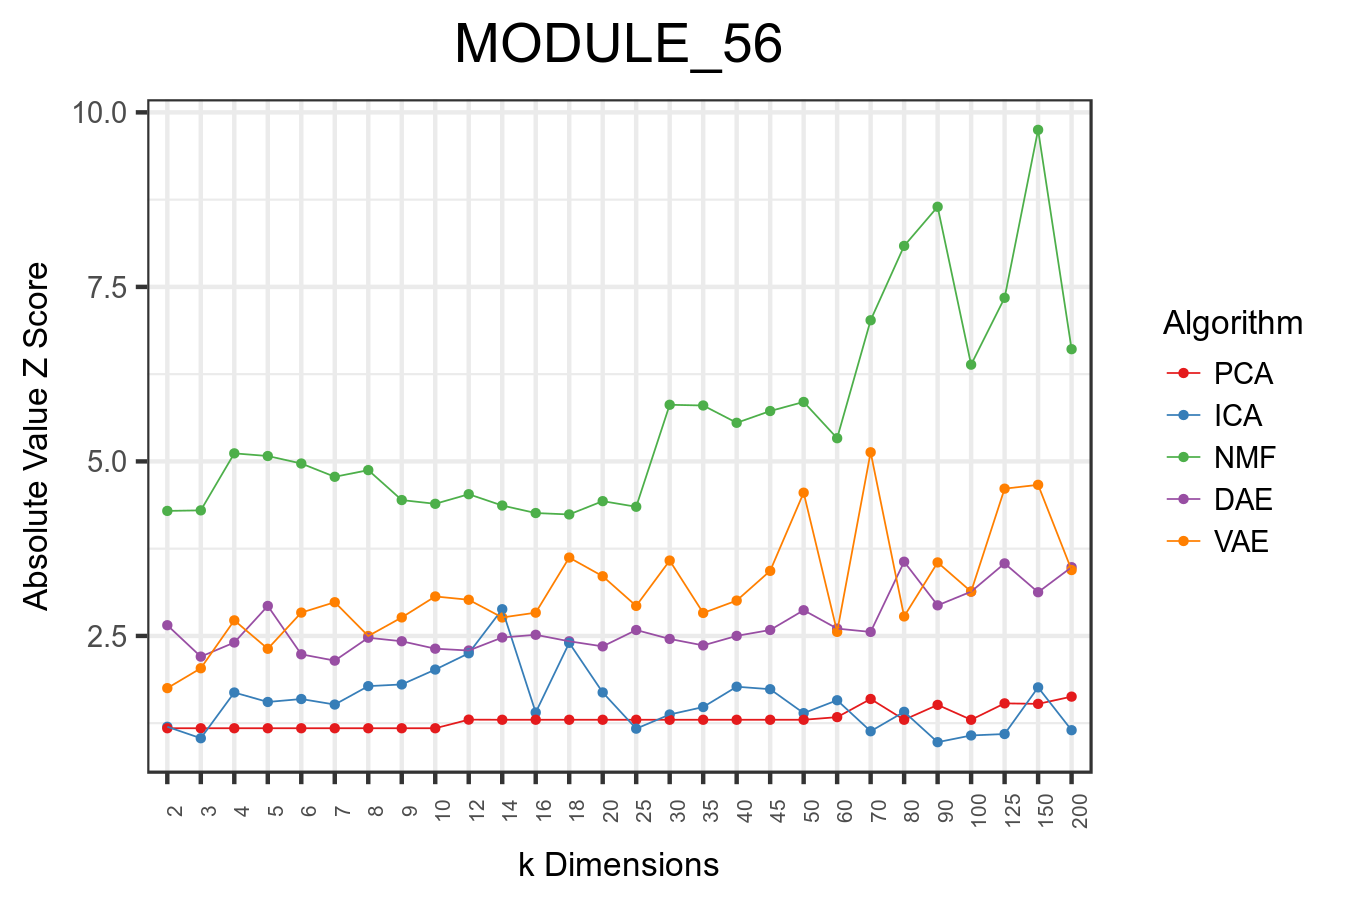 MODULE_56
Absolute Value Z Score
10.0
7.5
5.0
2.5
2 3 4 5 6 7 8 9 10 12 14 16 18 20 25 30 35 40 45 50 60 70 80 90 100 125 150 200
k Dimensions
Algorithm
PCA
ICA
NMF
DAE
VAE